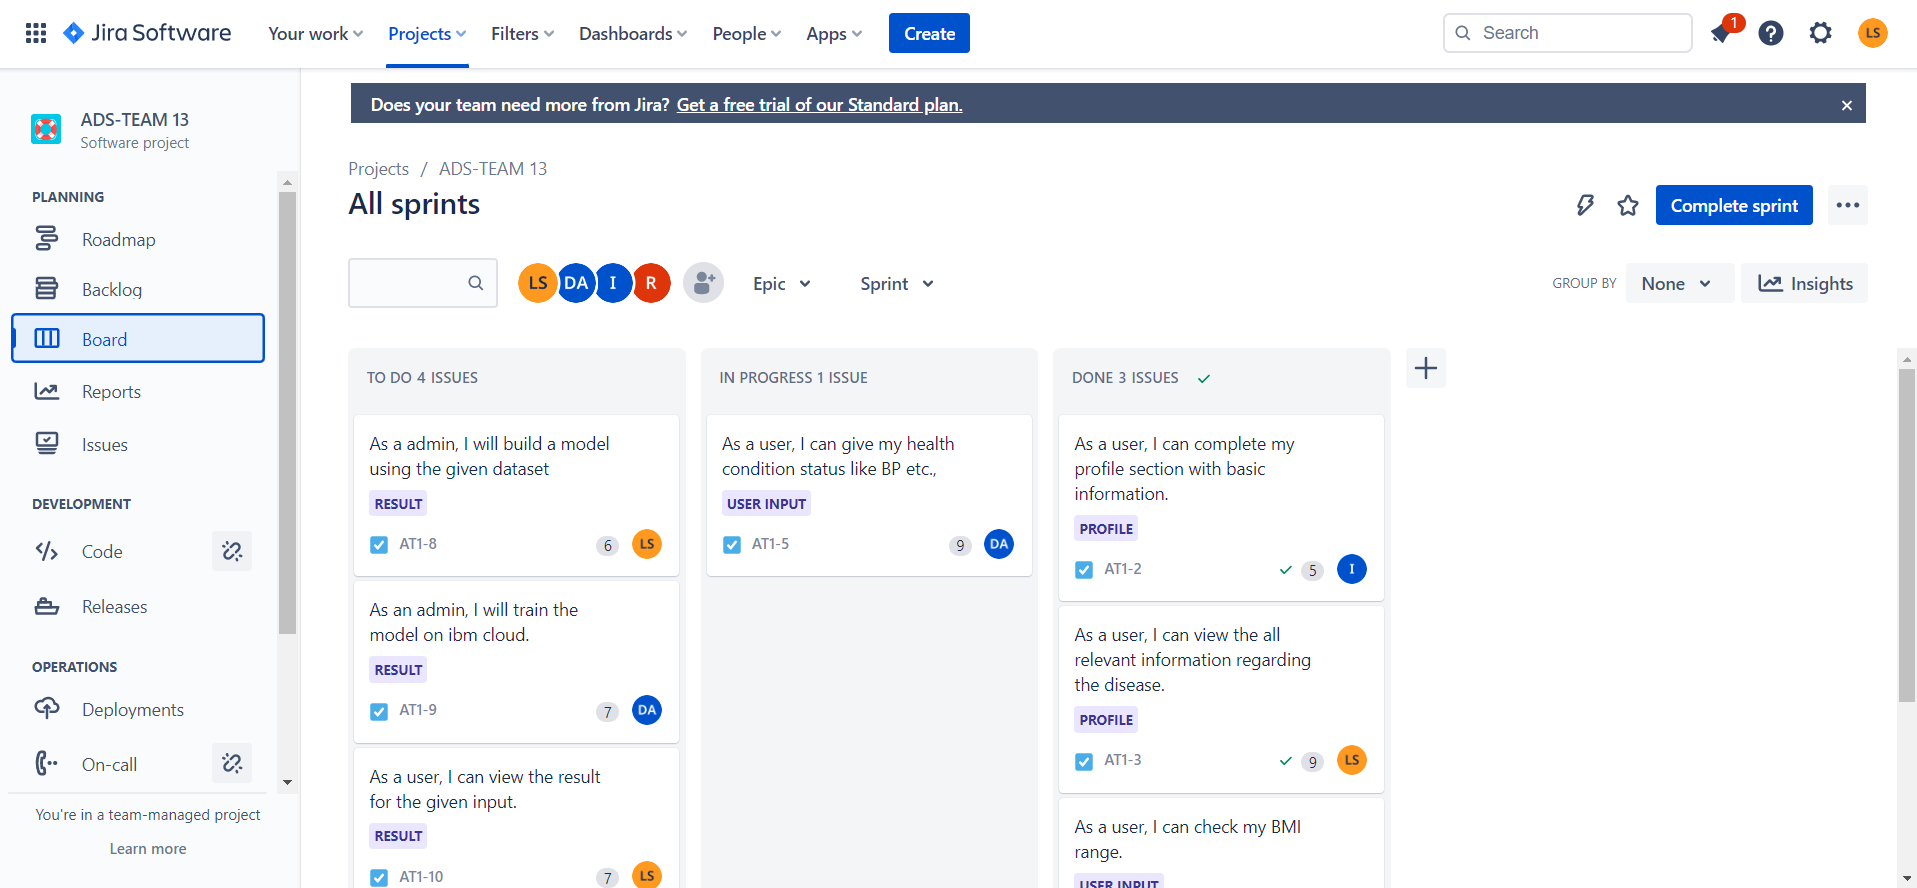 Jira Software
Your work
Projects
Filters
Dashboards
People
Apps
Create
Search
1
LS
ADS-TEAM 13
Software project
PLANNING
Roadmap
Backlog
Board
Reports
Issues
DEVELOPMENT
Code
Releases
OPERATIONS
Deployments
On-call
You're in a team-managed project
Learn more
Does your team need more from Jira? Get a free trial of our Standard plan.
Projects / ADS-TEAM 13
All sprints
Complete sprint
LS DA I R
Epic
Sprint
GROUP BY
None
Insights
TO DO 4 ISSUES
As a admin, I will build a model
using the given dataset
RESULT
AT1-8 6 LS
As an admin, I will train the
model on ibm cloud.
RESULT
AT1-9 7 DA
As a user, I can view the result
for the given input.
RESULT
AT1-10 7 LS
IN PROGRESS 1 ISSUE
As a user, I can give my health
condition status like BP etc.,
USER INPUT
AT1-5 9 DA
DONE 3 ISSUES
As a user, I can complete my
profile section with basic
information.
PROFILE
AT1-2 5 I
As a user, I can view the all
relevant information regarding
the disease.
PROFILE
AT1-3 9 LS
As a user, I can check my BMI
range.
USER INPUT